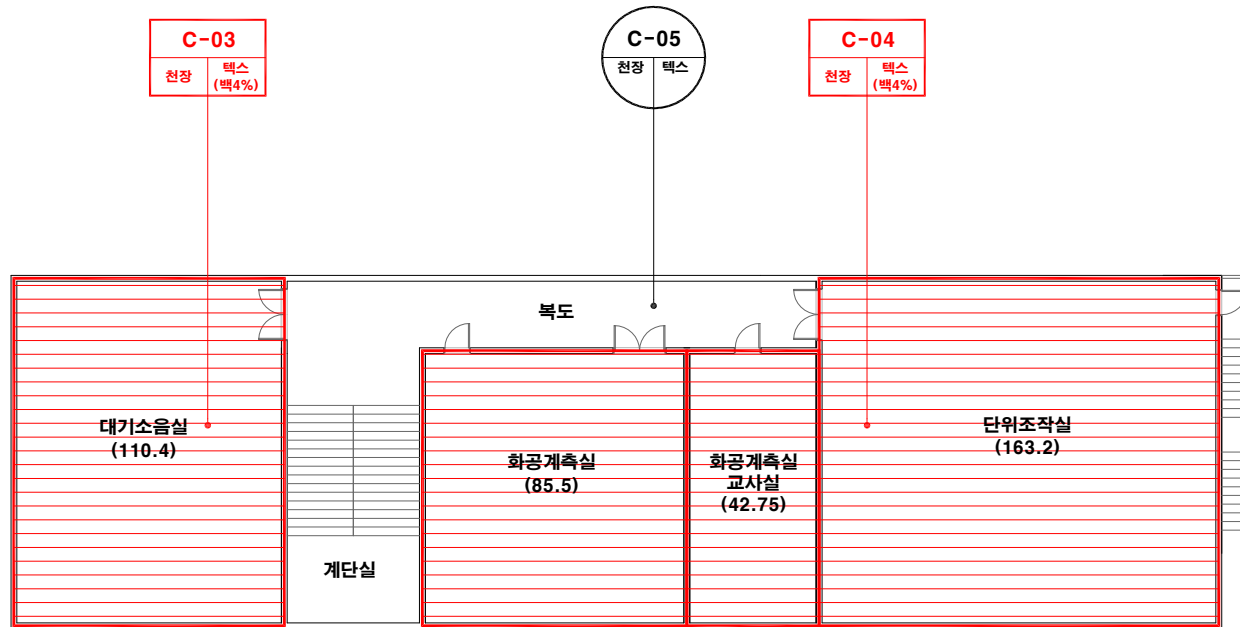 C-03
천장
텍스
(백4%)
C-05
천장
텍스
C-04
천장
텍스
(백4%)
복도
대기소음실
(110.4)
화공계측실
(85.5)
화공계측실
교사실
(42.75)
단위조작실
(163.2)
계단실